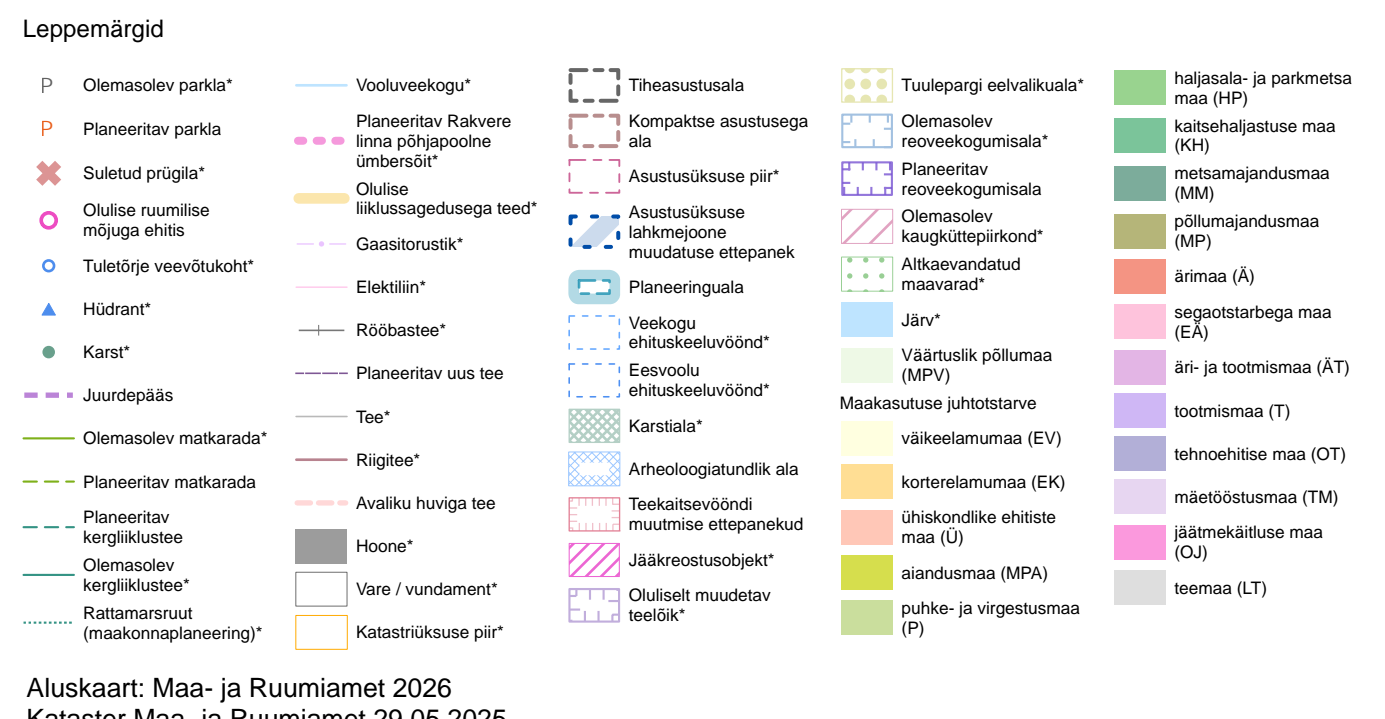 Leppemärgid
P
Olemasolev parkla*
P
Planeeritav parkla
Suletud prügila*
Olulise ruumilise
mõjuga ehitis
Tuletõrje veevõtukoht*
Hüdrant*
Karst*
Juurdepääs
Olemasolev matkarada*
Planeeritav matkarada
Planeeritav
kergliiklustee
Olemasolev
kergliiklustee*
Rattamarsruut
(maakonnaplaneering)*
Vooluveekogu*
Planeeritav Rakvere
linna põhjapoolne
ümbersõit*
Olulise
liiklussagedusega teed*
Gaasitorustik*
Elektiliin*
Rööbastee*
Planeeritav uus tee
Tee*
Riigitee*
Avaliku huviga tee
Hoone*
Vare / vundament*
Katastriüksuse piir*
Tiheasustusala
Kompaktse asustusega
ala
Asustusüksuse piir*
Asustusüksuse
lahkmejoone
muudatuse ettepanek
Planeeringuala
Veekogu
ehituskeeluvöönd*
Eesvoolu
ehituskeeluvöönd*
Karstiala*
Arheoloogiatundlik ala
Teekaitsevööndi
muutmise ettepanekud
Jääkreostusobjekt*
Oluliselt muudetav
teelõik*
Tuulepargi eelvalikuala*
Olemasolev
reoveekogumisala*
Planeeritav
reoveekogumisala
Olemasolev
kaugküttepiirkond*
Altkaevandatud
maavarad*
Järv*
Väärtuslik põllumaa
(MPV)
Maakasutuse juhtotstarve
väikeelamumaa (EV)
korterelamumaa (EK)
ühiskondlike ehitiste
maa (Ü)
aiandusmaa (MPA)
puhke- ja virgestusmaa
(P)
haljasala- ja parkmetsa
maa (HP)
kaitsehaljastuse maa
(KH)
metsamajandusmaa
(MM)
põllumajandusmaa
(MP)
ärimaa (Ä)
segaotstarbega maa
(EÄ)
äri- ja tootmismaa (ÄT)
tootmismaa (T)
tehnoehitise maa (OT)
mäetööstusmaa (TM)
jäätmekäitluse maa
(OJ)
teemaa (LT)
Aluskaart: Maa- ja Ruumiamet 2026
Kataster Maa- ja Ruumiamet 29.05.2025